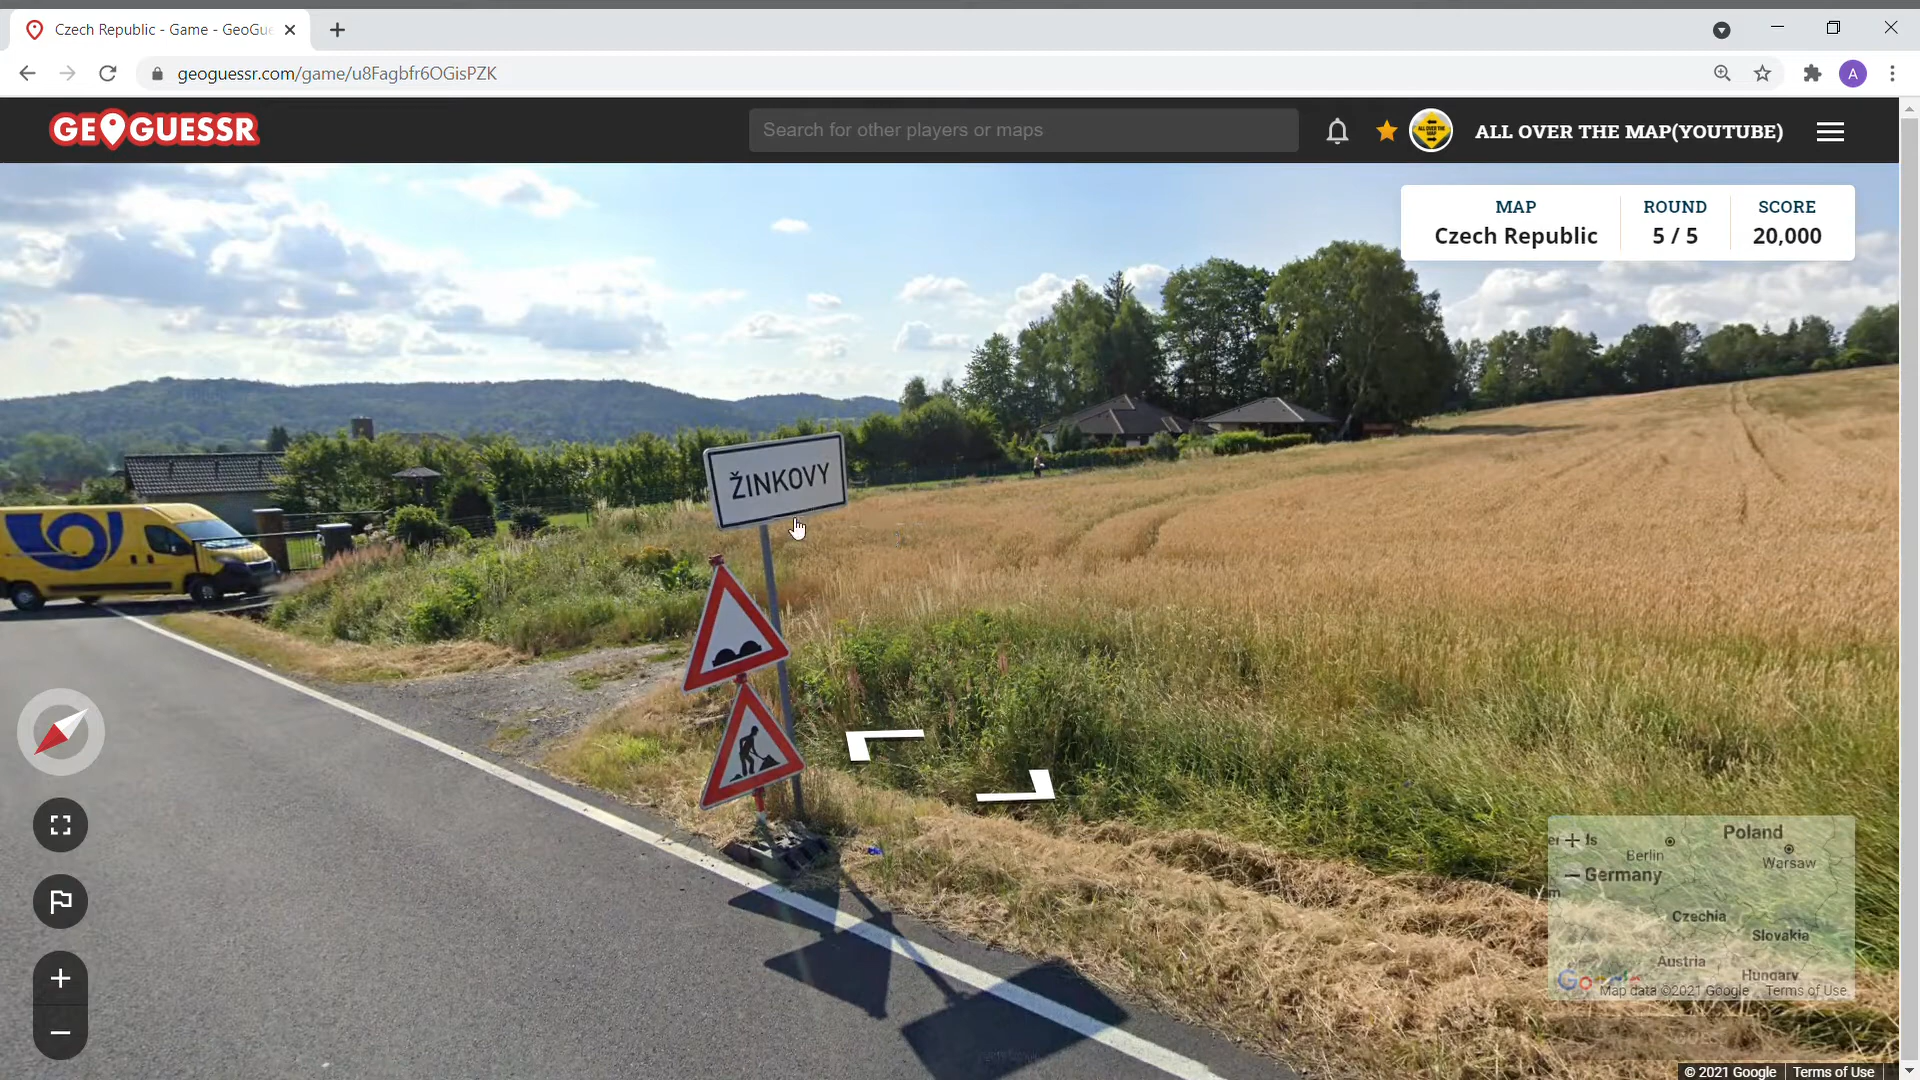 Czech Republic - Game - GeoGue
geoguessr.com/game/u8Fagbfr6OGisPZK
A
GEOGUESSR
Search for other players or maps
ALL OVER THE MAP(YOUTUBE)
MAP
ROUND
SCORE
Czech Republic
5 / 5
20,000
ŽINKOVY
Poland
Berlin
Warsaw
Germany
Czechia
Slovakia
Austria
Hungary
Map data ©2021 Google
Terms of Use
© 2021 Google
Terms of Use